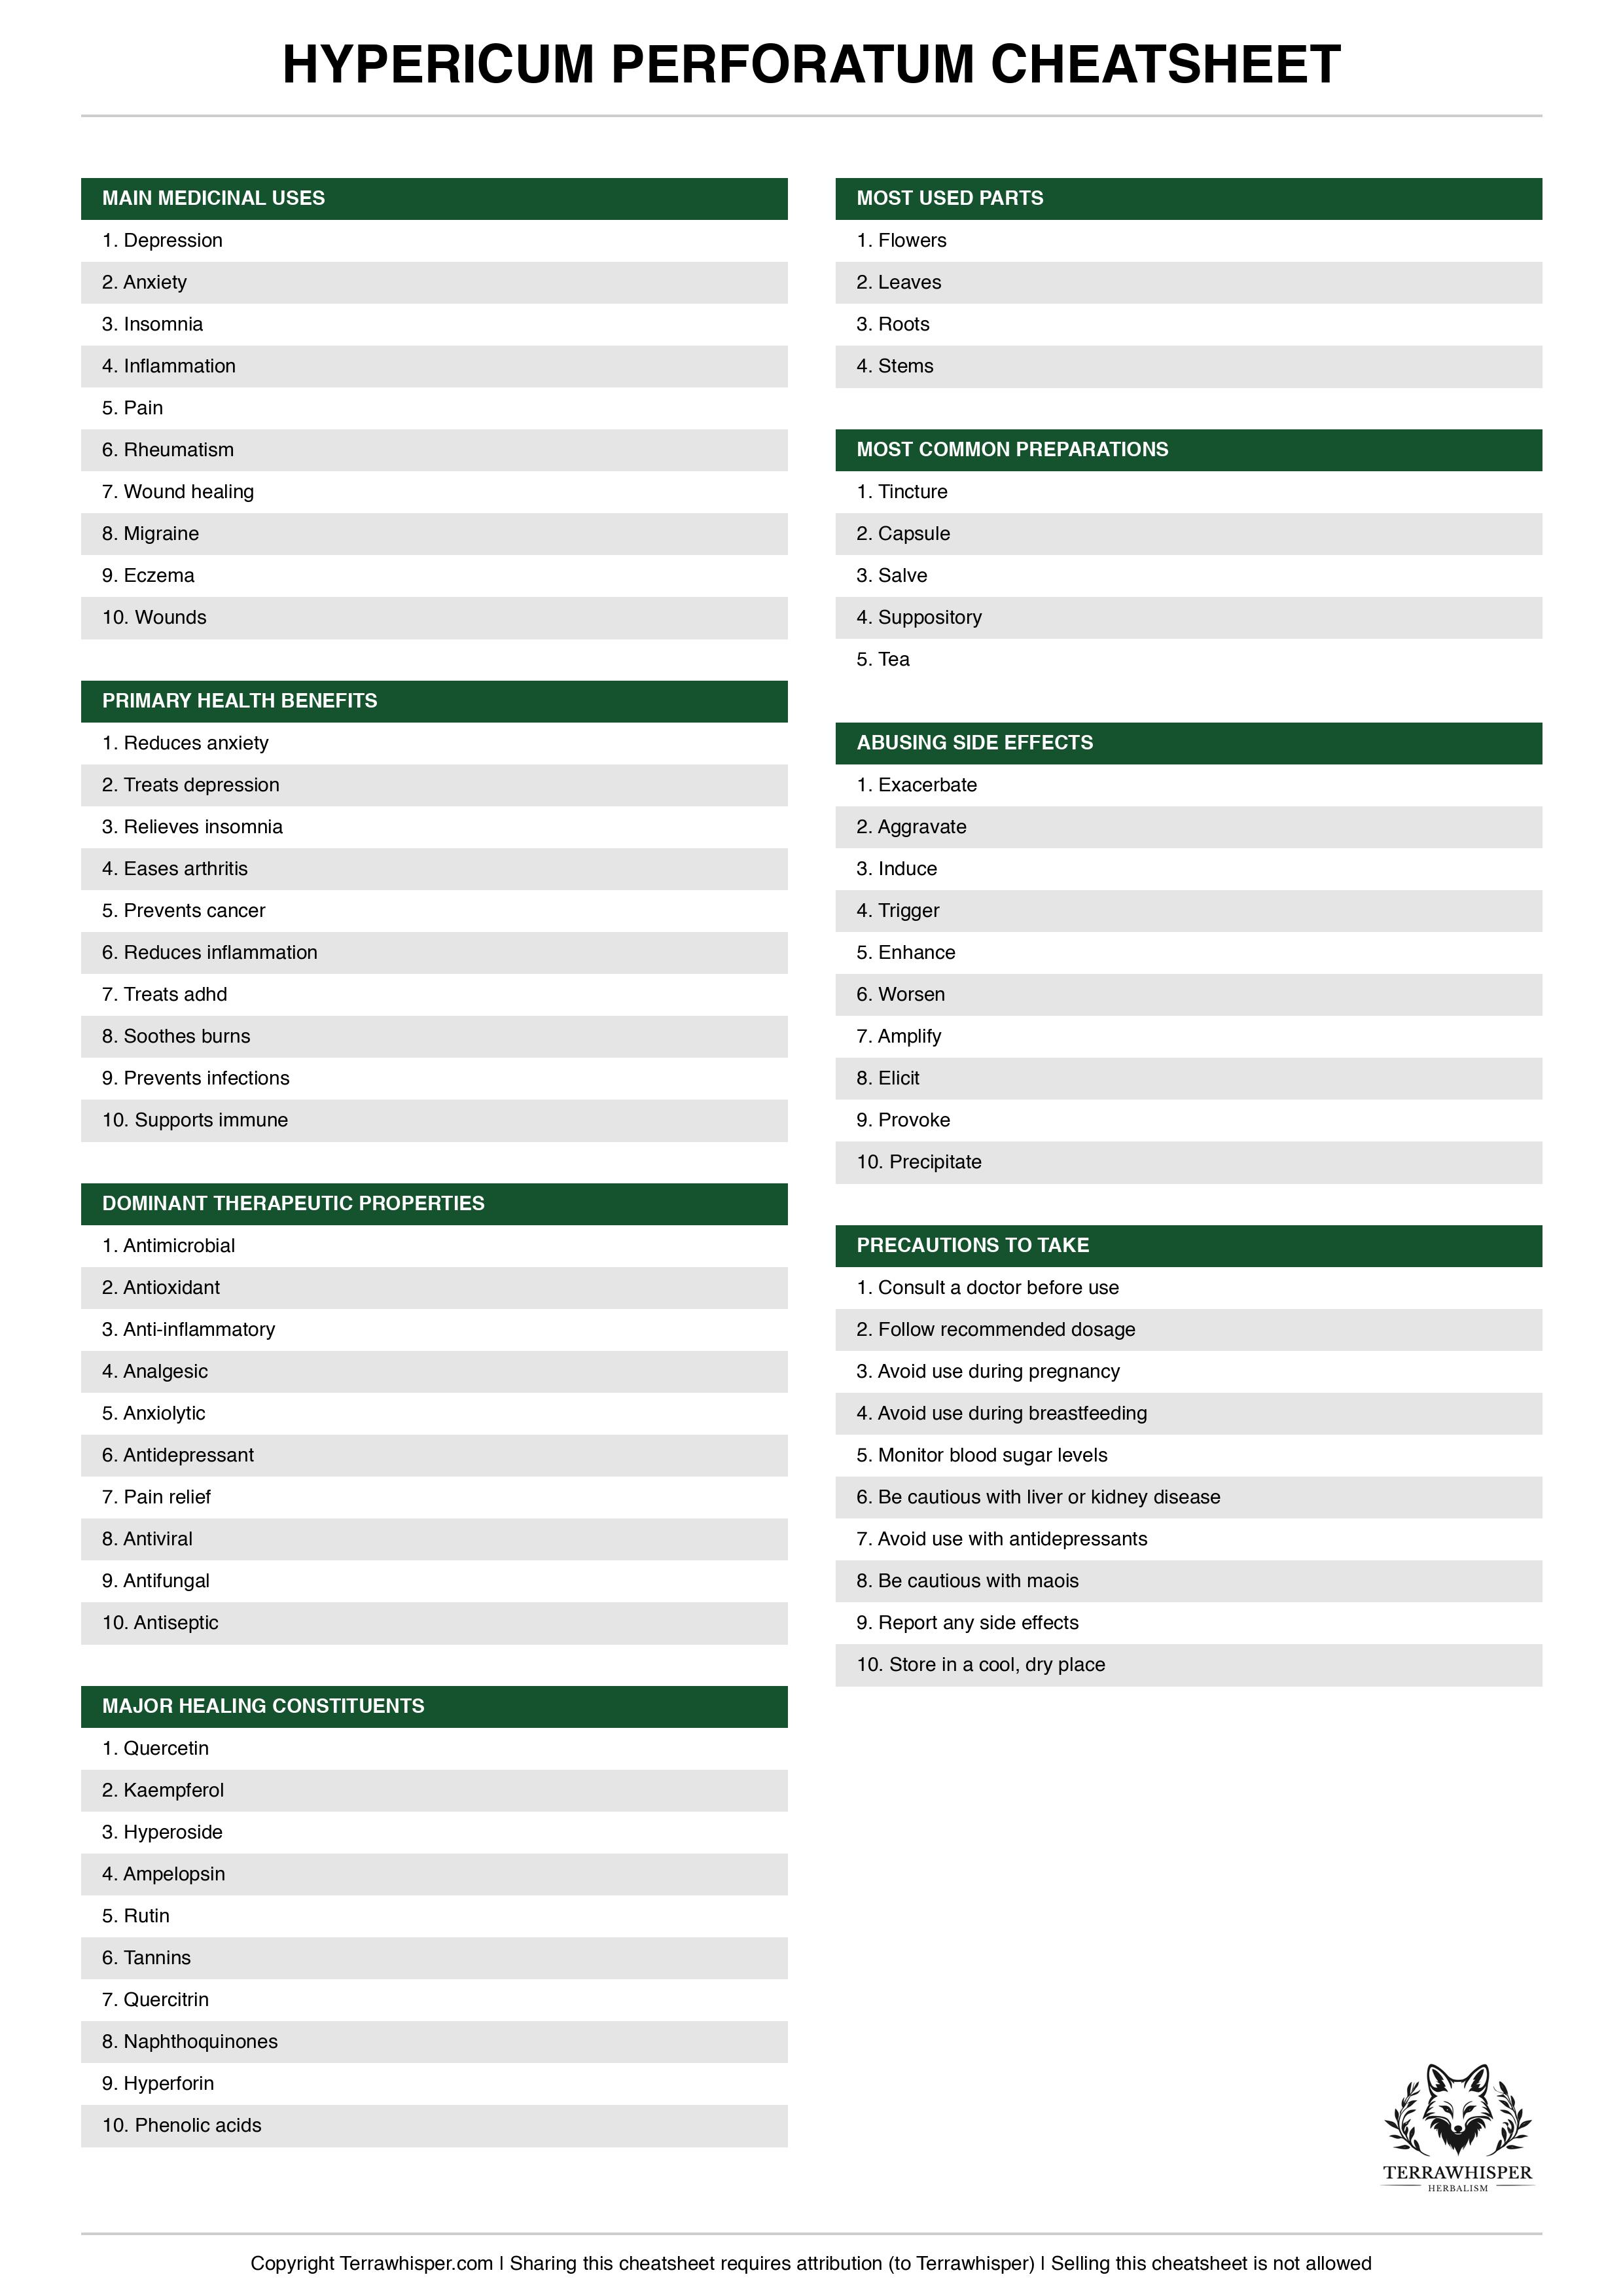 HYPERICUM PERFORATUM CHEATSHEET
MAIN MEDICINAL USES
1. Depression
2. Anxiety
3. Insomnia
4. Inflammation
5. Pain
6. Rheumatism
7. Wound healing
8. Migraine
9. Eczema
10. Wounds
PRIMARY HEALTH BENEFITS
1. Reduces anxiety
2. Treats depression
3. Relieves insomnia
4. Eases arthritis
5. Prevents cancer
6. Reduces inflammation
7. Treats adhd
8. Soothes burns
9. Prevents infections
10. Supports immune
DOMINANT THERAPEUTIC PROPERTIES
1. Antimicrobial
2. Antioxidant
3. Anti-inflammatory
4. Analgesic
5. Anxiolytic
6. Antidepressant
7. Pain relief
8. Antiviral
9. Antifungal
10. Antiseptic
MAJOR HEALING CONSTITUENTS
1. Quercetin
2. Kaempferol
3. Hyperoside
4. Ampelopsin
5. Rutin
6. Tannins
7. Quercitrin
8. Naphthoquinones
9. Hyperforin
10. Phenolic acids
MOST USED PARTS
1. Flowers
2. Leaves
3. Roots
4. Stems
MOST COMMON PREPARATIONS
1. Tincture
2. Capsule
3. Salve
4. Suppository
5. Tea
ABUSING SIDE EFFECTS
1. Exacerbate
2. Aggravate
3. Induce
4. Trigger
5. Enhance
6. Worsen
7. Amplify
8. Elicit
9. Provoke
10. Precipitate
PRECAUTIONS TO TAKE
1. Consult a doctor before use
2. Follow recommended dosage
3. Avoid use during pregnancy
4. Avoid use during breastfeeding
5. Monitor blood sugar levels
6. Be cautious with liver or kidney disease
7. Avoid use with antidepressants
8. Be cautious with maois
9. Report any side effects
10. Store in a cool, dry place
TERRAWHISPER
HERBALISM
Copyright Terrawhisper.com | Sharing this cheatsheet requires attribution (to Terrawhisper) | Selling this cheatsheet is not allowed